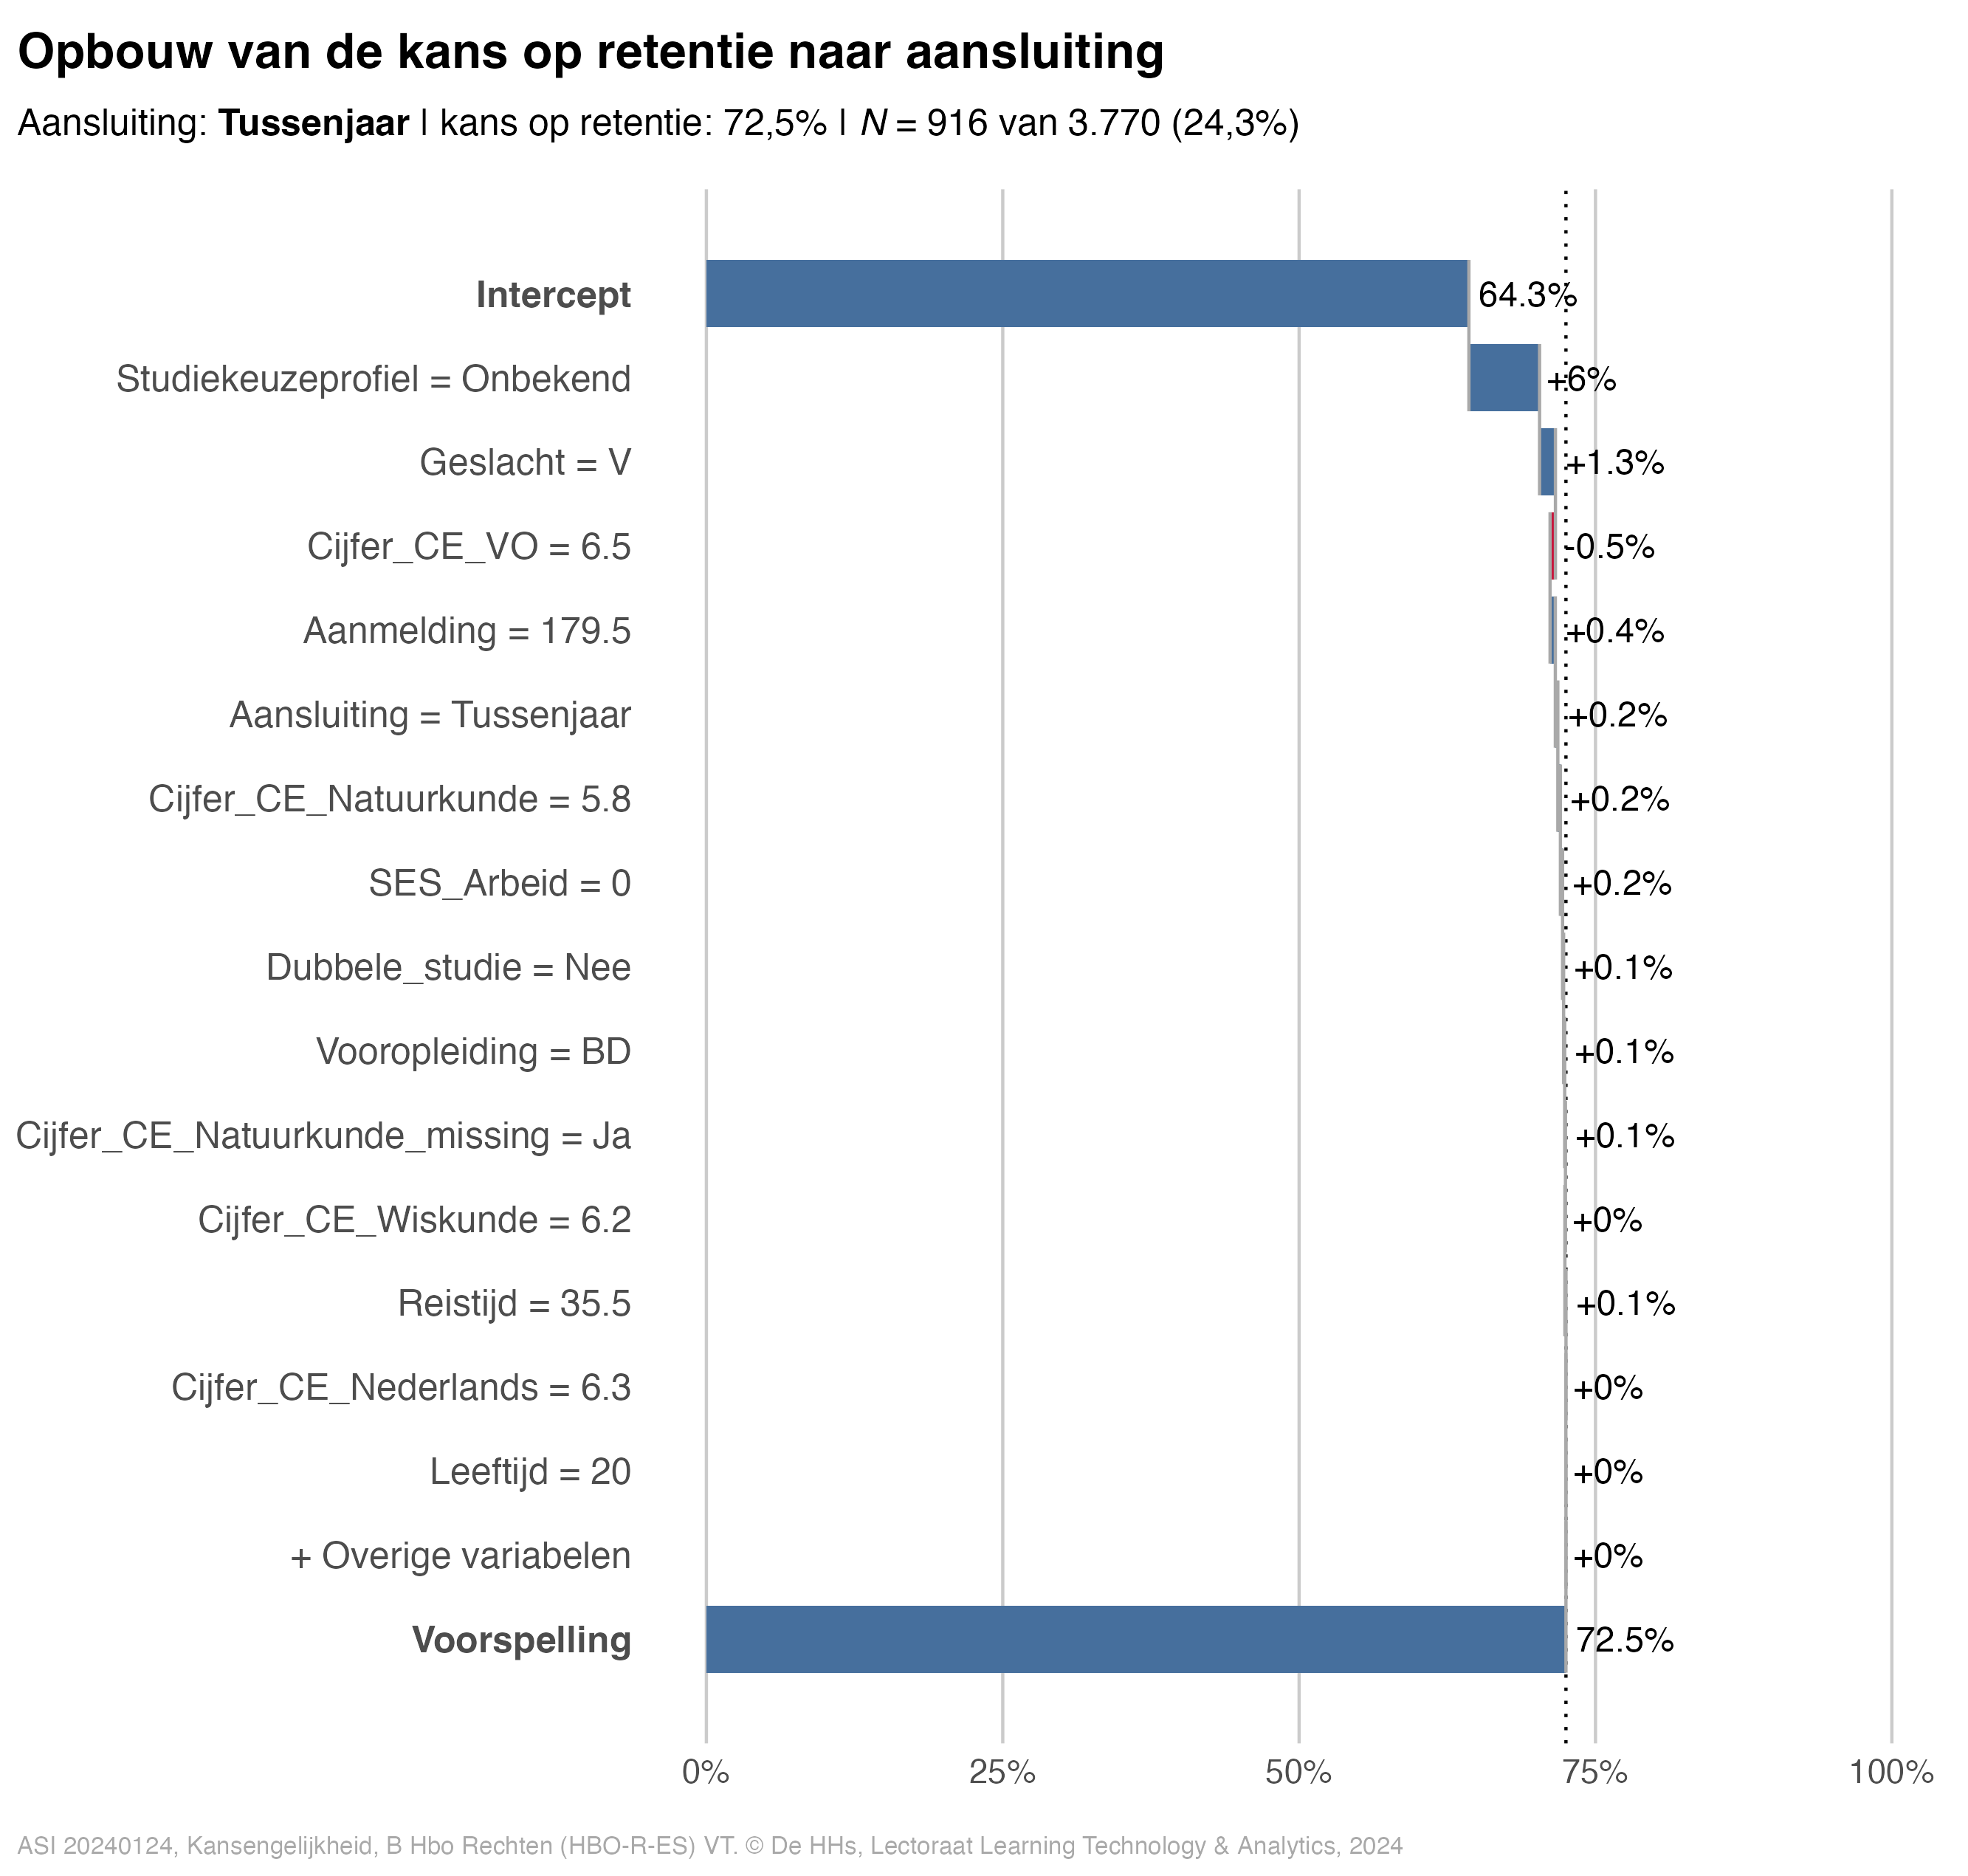 Opbouw van de kans op retentie naar aansluiting
Aansluiting: Tussenjaar | kans op retentie: 72,5% | N = 916 van 3.770 (24,3%)
Intercept 64.3%
Studiekeuzeprofiel = Onbekend +6%
Geslacht = V +1.3%
Cijfer_CE_VO = 6.5 -0.5%
Aanmelding = 179.5 +0.4%
Aansluiting = Tussenjaar +0.2%
Cijfer_CE_Natuurkunde = 5.8 +0.2%
SES_Arbeid = 0 +0.2%
Dubbele_studie = Nee +0.1%
Vooropleiding = BD +0.1%
Cijfer_CE_Natuurkunde_missing = Ja +0.1%
Cijfer_CE_Wiskunde = 6.2 +0%
Reistijd = 35.5 +0.1%
Cijfer_CE_Nederlands = 6.3 +0%
Leeftijd = 20 +0%
+ Overige variabelen +0%
Voorspelling 72.5%
0% 25% 50% 75% 100%
ASI 20240124, Kansengelijkheid, B Hbo Rechten (HBO-R-ES) VT. © De HHs, Lectoraat Learning Technology & Analytics, 2024